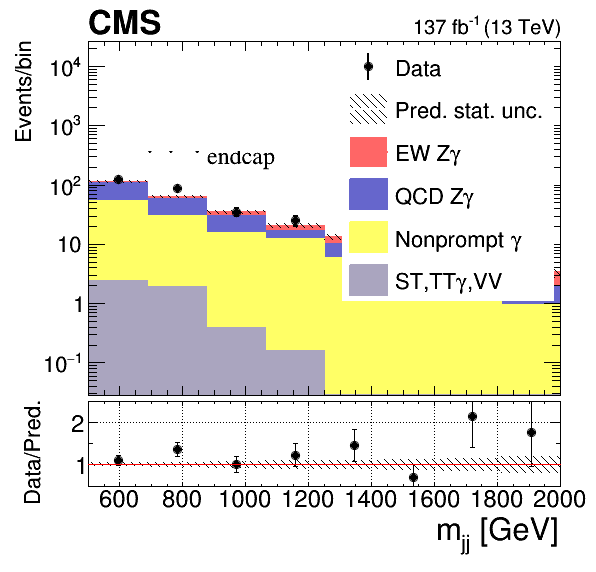 CMS 137 fb⁻¹ (13 TeV)
Events/bin
10⁴
10³
10²
10
1
10⁻¹
Data
Pred. stat. unc.
EW Zγ
QCD Zγ
Nonprompt γ
ST,TTγ,VV
endcap
Data/Pred.
2
1
600 800 1000 1200 1400 1600 1800 2000
m_jj [GeV]